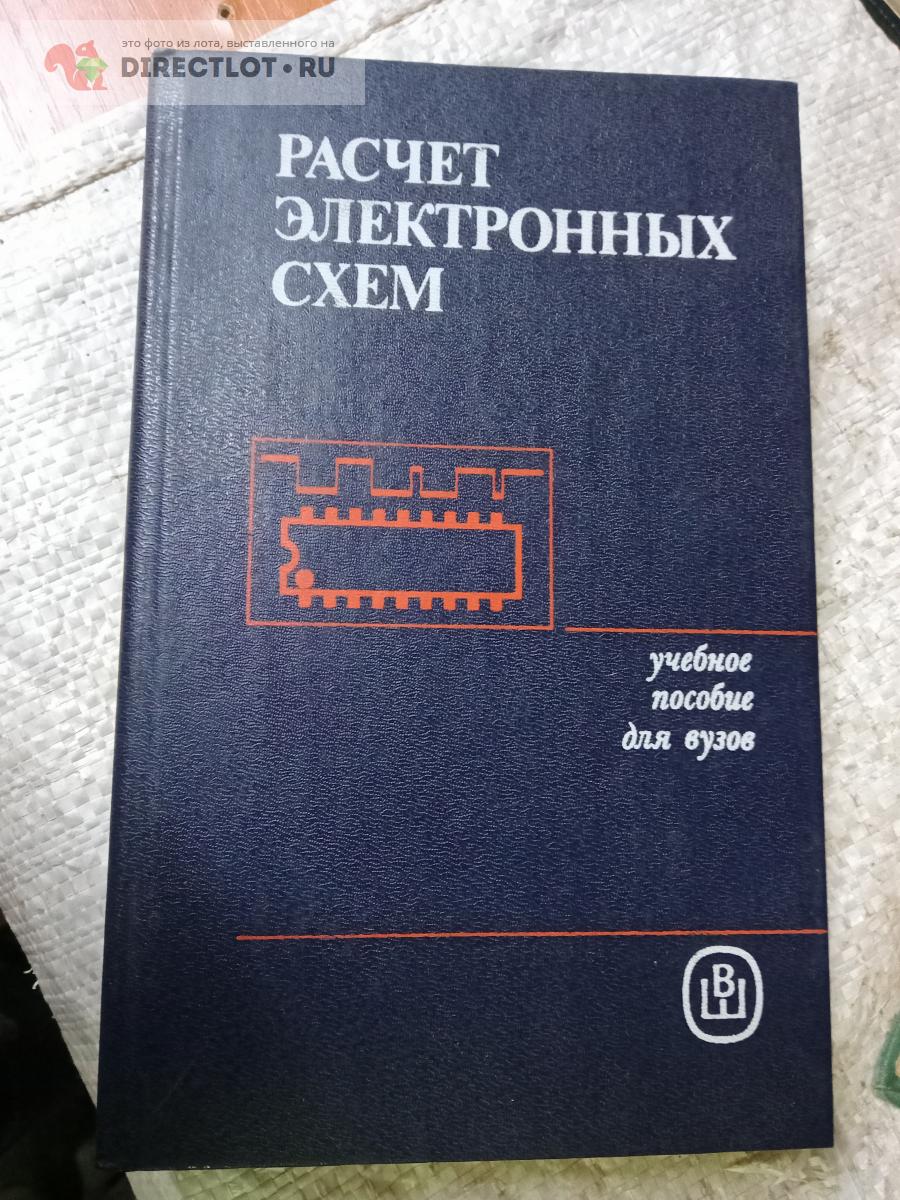 это фото из лота, выставленного на
DIRECTLOT•RU
РАСЧЕТ
ЭЛЕКТРОННЫХ
СХЕМ
учебное
пособие
для вузов
ВШ